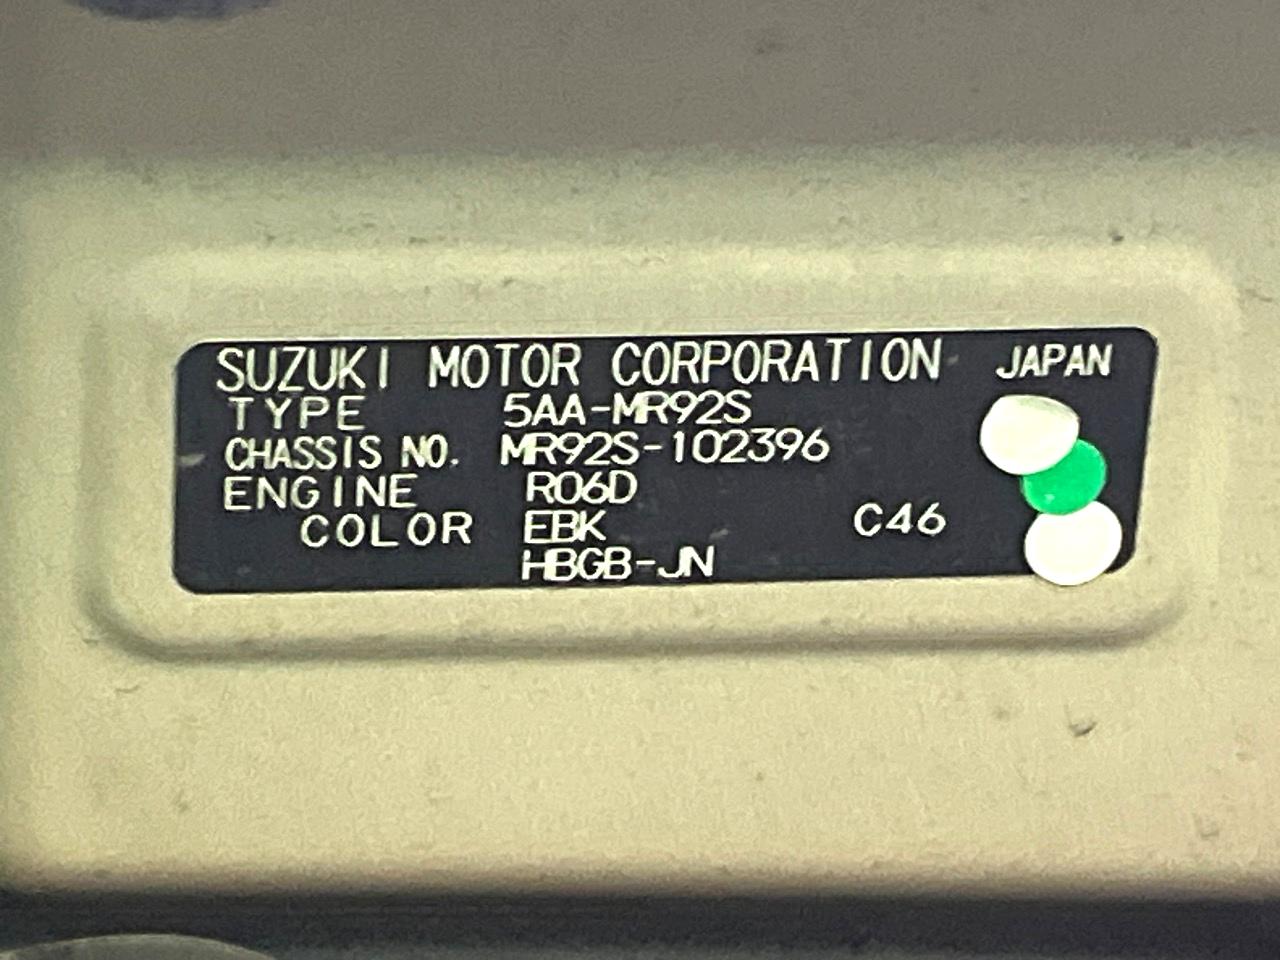 SUZUKI MOTOR CORPORATION JAPAN
TYPE 5AA-MR92S
CHASSIS NO. MR92S-102396
ENGINE R06D
COLOR EBK C46
HBGB-JN